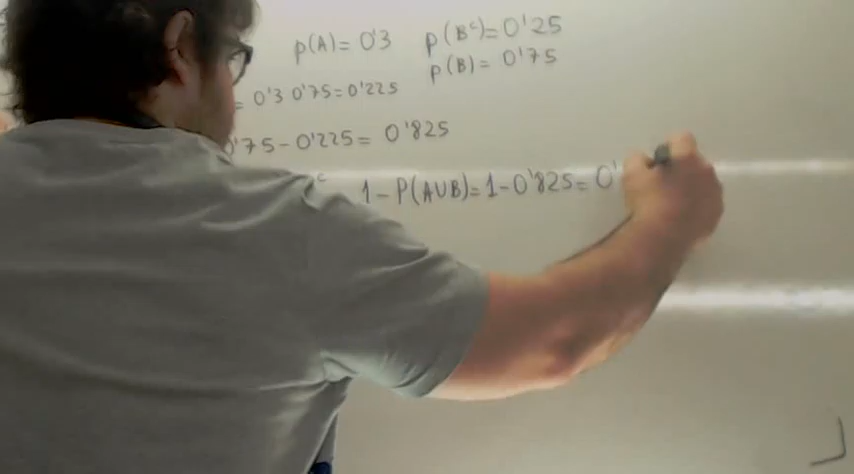 p(A)= 0'3 p(Bᶜ)= 0'25
p(B)= 0'75
= 0'3 0'75=0'225
0'75-0'225= 0'825
c 1-P(AUB)=1-0'825= 0'